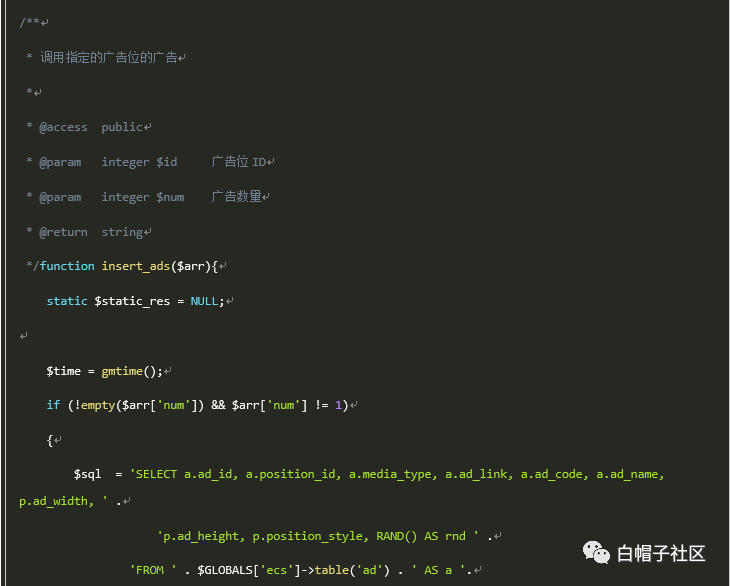 /**↵
* 调用指定的广告位的广告↵
*↵
* @access  public↵
* @param   integer $id     广告位 ID↵
* @param   integer $num    广告数量↵
* @return  string↵
*/function insert_ads($arr){↵
static $static_res = NULL;↵
↵
$time = gmtime();↵
if (!empty($arr['num']) && $arr['num'] != 1)↵
{↵
$sql  = 'SELECT a.ad_id, a.position_id, a.media_type, a.ad_link, a.ad_code, a.ad_name,
p.ad_width, ' .↵
'p.ad_height, p.position_style, RAND() AS rnd ' .↵
'FROM ' . $GLOBALS['ecs']->table('ad') . ' AS a '.↵
白帽子社区